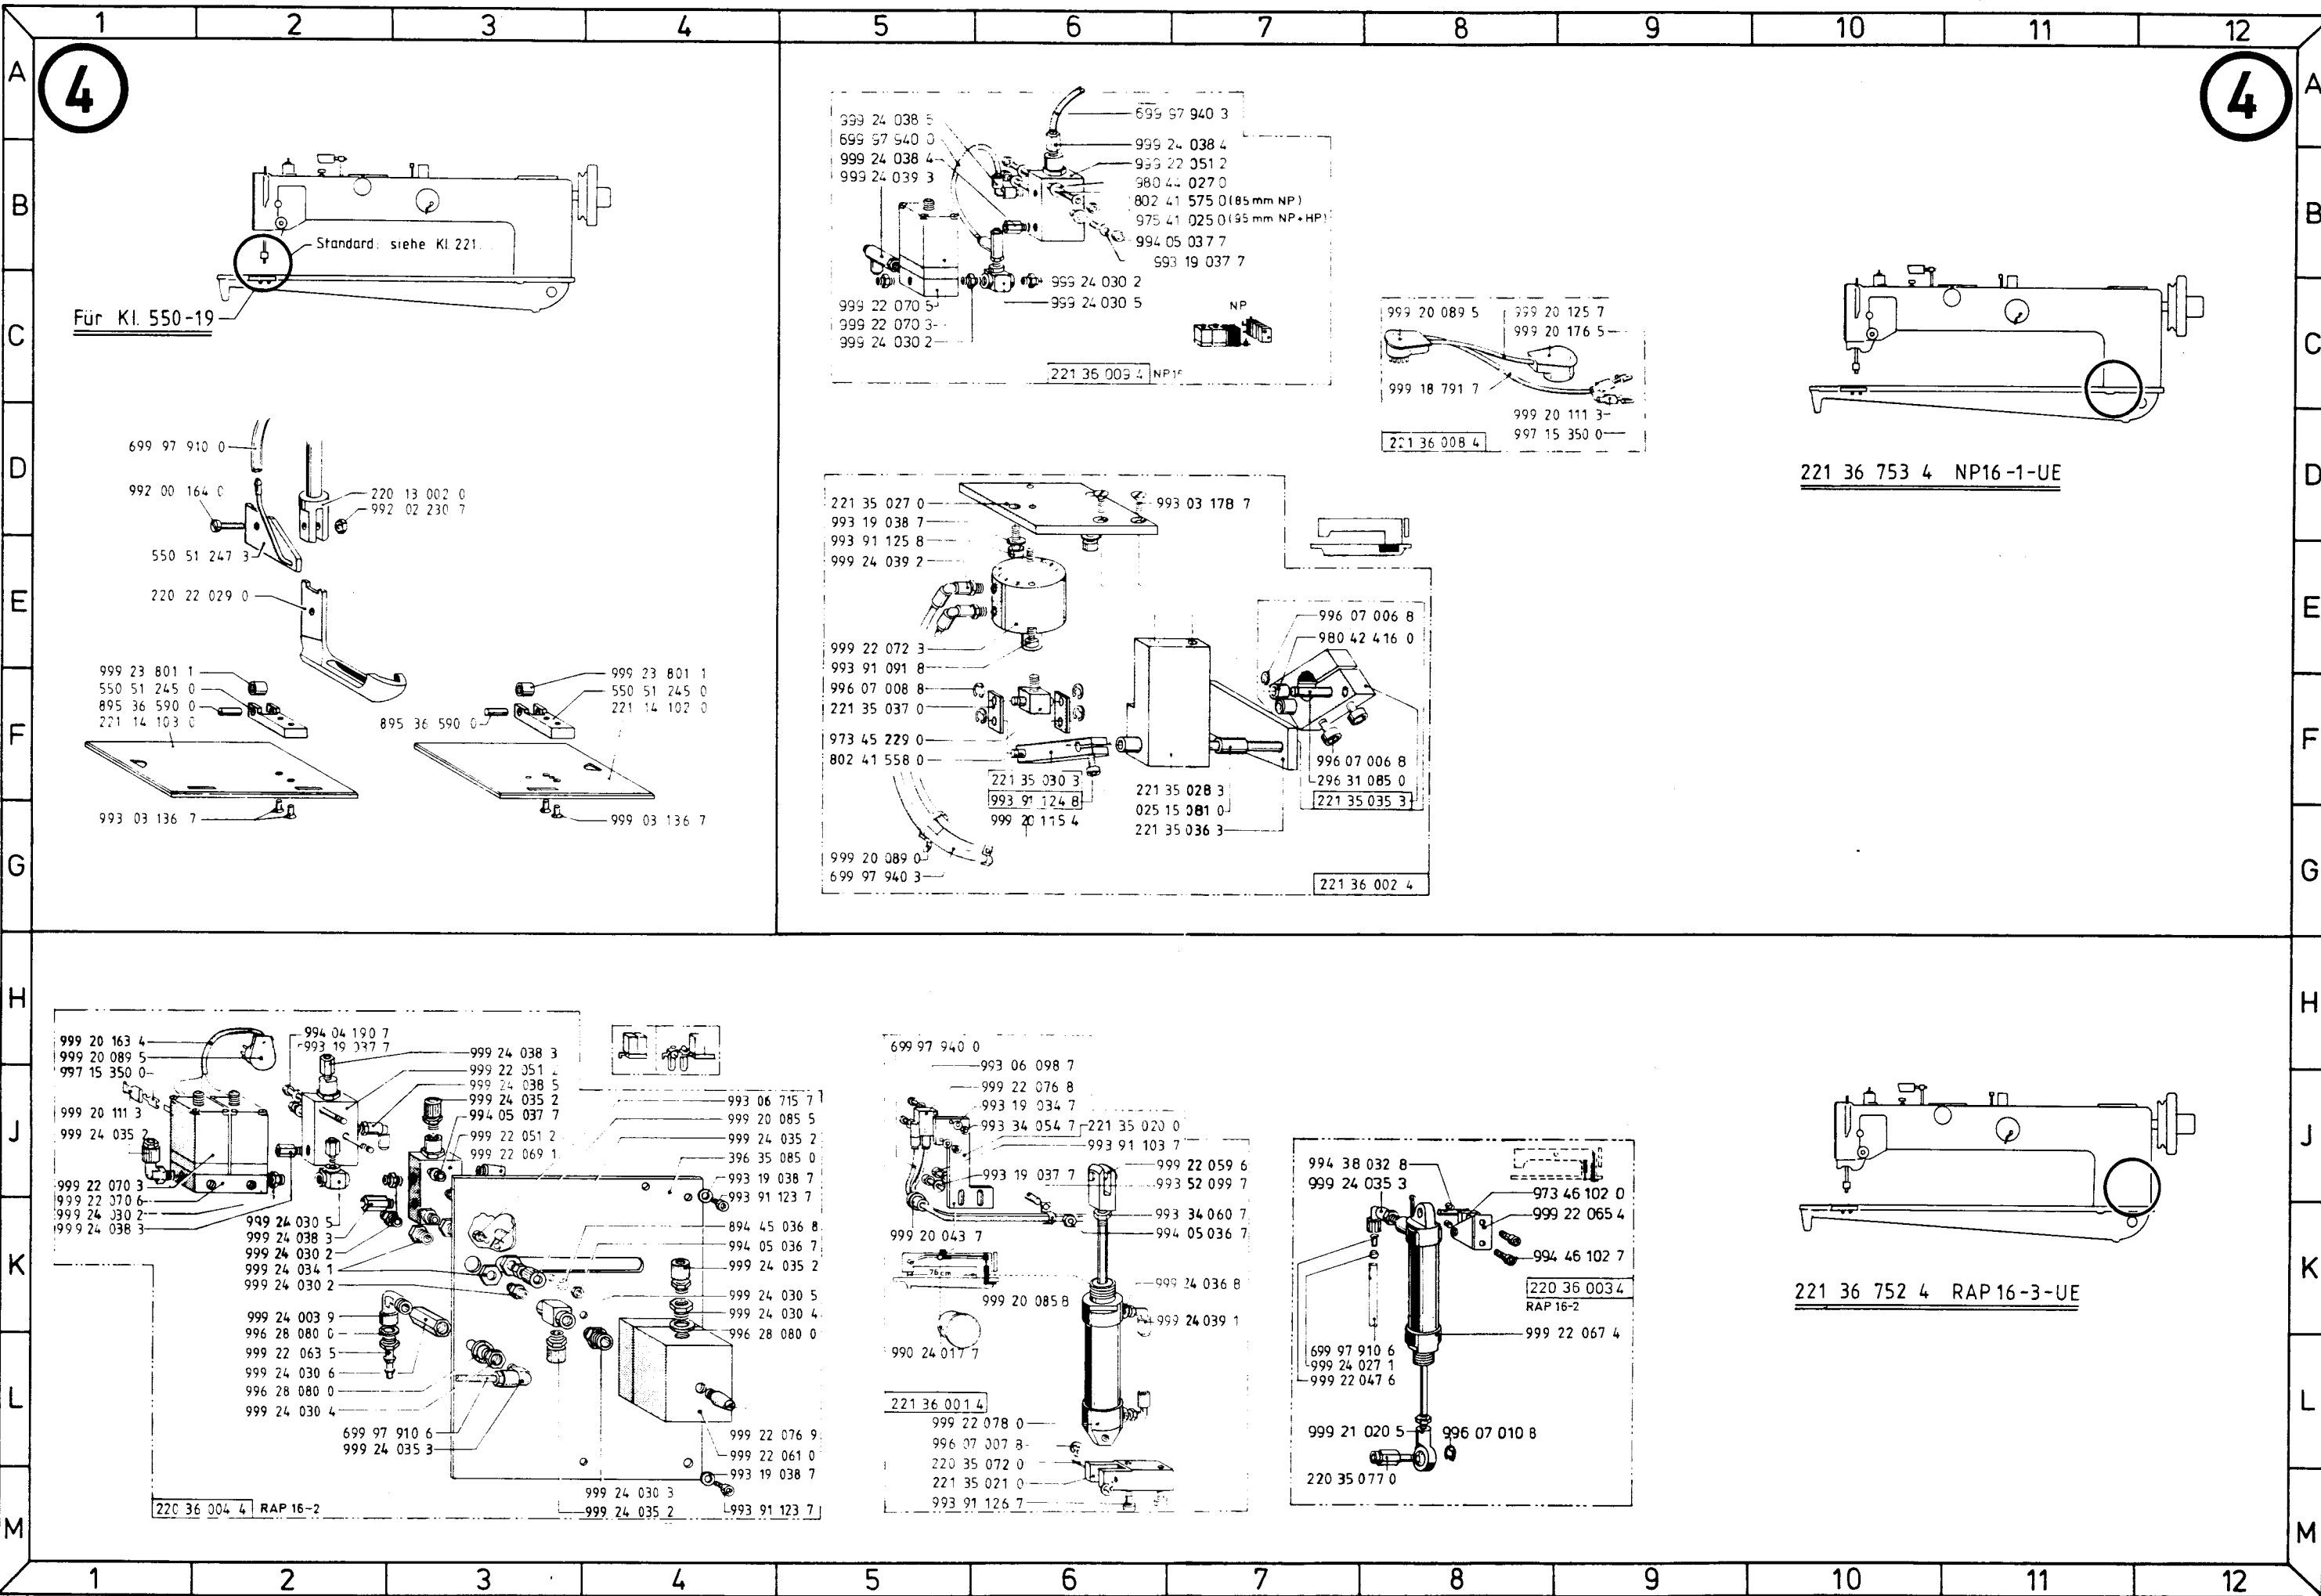 1 2 3 4 5 6 7 8 9 10 11 12
A
B
C
D
E
F
G
H
J
K
L
M
4
Standard: siehe Kl. 221
Für Kl. 550-19
699 97 910 0
992 00 164 0
220 13 002 0
992 02 230 7
550 51 247 3
220 22 029 0
999 23 801 1
550 51 245 0
895 36 590 0
221 14 103 0
993 03 136 7
999 23 801 1
550 51 245 0
221 14 102 0
895 36 590 0
999 03 136 7
999 24 038 5
699 97 940 0
999 24 038 4
999 24 039 3
699 97 940 3
999 24 038 4
999 22 051 2
980 44 027 0
802 41 575 0 (85 mm NP)
975 41 025 0 (95 mm NP+HP)
994 05 037 7
993 19 037 7
999 24 030 2
999 24 030 5
999 22 070 5
999 22 070 3
999 24 030 2
NP
221 36 009 4 NP16
999 20 089 5
999 20 125 7
999 20 176 5
999 18 791 7
999 20 111 3
997 15 350 0
221 36 008 4
4
221 36 753 4 NP16-1-UE
221 35 027 0
993 19 038 7
993 91 125 8
999 24 039 2
993 03 178 7
999 22 072 3
993 91 091 8
996 07 008 8
221 35 037 0
973 45 229 0
802 41 558 0
221 35 030 3
993 91 124 8
999 20 115 4
999 20 089 0
699 97 940 3
221 35 028 3
025 15 081 0
221 35 036 3
996 07 006 8
980 42 416 0
996 07 006 8
296 31 085 0
221 35 035 3
221 36 002 4
999 20 163 4
999 20 089 5
997 15 350 0
999 20 111 3
999 24 035 2
994 04 190 7
993 19 037 7
999 24 038 3
999 22 051
999 24 038 5
999 24 035 2
994 05 037 7
999 22 051 2
999 22 069 1
999 22 070 3
999 22 070 6
999 24 030 2
999 24 038 3
999 24 030 5
999 24 038 3
999 24 030 2
999 24 034 1
999 24 030 2
999 24 003 9
996 28 080 0
999 22 063 5
999 24 030 6
996 28 080 0
999 24 030 4
699 97 910 6
999 24 035 3
993 06 715 7
999 20 085 5
999 24 035 2
396 35 085 0
993 19 038 7
993 91 123 7
894 45 036 8
994 05 036 7
999 24 035 2
999 24 030 5
999 24 030 4
996 28 080 0
999 22 076 9
999 22 061 0
993 19 038 7
993 91 123 7
999 24 030 3
999 24 035 2
220 36 004 4 RAP 16-2
699 97 940 0
993 06 098 7
999 22 076 8
993 19 034 7
993 34 054 7
221 35 020 0
993 91 103 7
993 19 037 7
999 22 059 6
993 52 099 7
993 34 060 7
994 05 036 7
999 20 043 7
76cm
999 20 085 8
999 24 036 8
999 24 039 1
990 24 017 7
221 36 001 4
999 22 078 0
996 07 007 8
220 35 072 0
221 35 021 0
993 91 126 7
994 38 032 8
999 24 035 3
973 46 102 0
999 22 065 4
994 46 102 7
220 36 003 4
RAP 16-2
999 22 067 4
699 97 910 6
999 24 027 1
999 22 047 6
999 21 020 5
996 07 010 8
220 35 077 0
221 36 752 4 RAP 16-3-UE
A
B
C
D
E
F
G
H
J
K
L
M
1 2 3 4 5 6 7 8 9 10 11 12